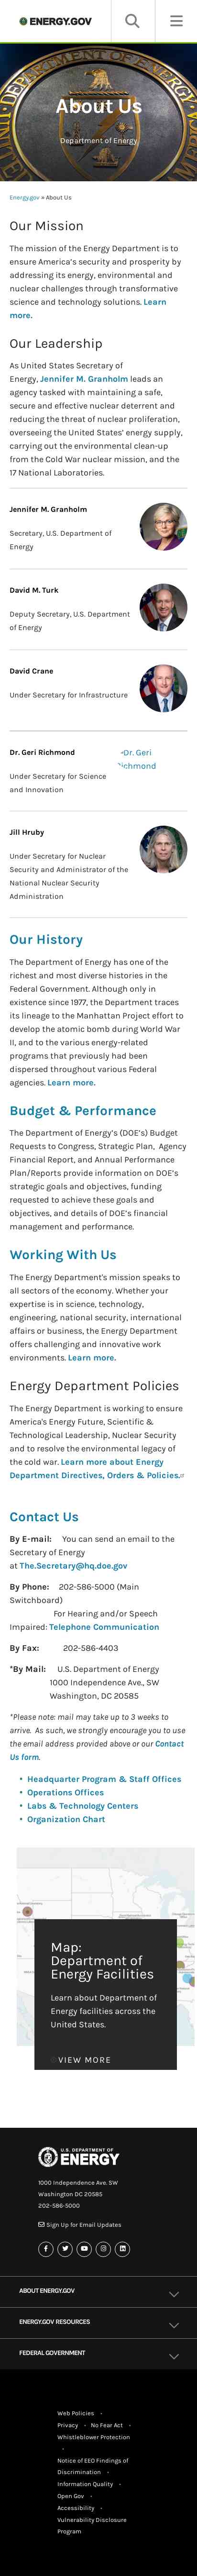 ENERGY.GOV
About Us
Department of Energy
Energy.gov » About Us
Our Mission
The mission of the Energy Department is to
ensure America's security and prosperity by
addressing its energy, environmental and
nuclear challenges through transformative
science and technology solutions. Learn
more.
Our Leadership
As United States Secretary of
Energy, Jennifer M. Granholm leads an
agency tasked with maintaining a safe,
secure and effective nuclear deterrent and
reducing the threat of nuclear proliferation,
overseeing the United States' energy supply,
carrying out the environmental clean-up
from the Cold War nuclear mission, and the
17 National Laboratories.
Jennifer M. Granholm
Secretary, U.S. Department of
Energy
David M. Turk
Deputy Secretary, U.S. Department
of Energy
David Crane
Under Secretary for Infrastructure
Dr. Geri Richmond
Dr. Geri
Richmond
Under Secretary for Science
and Innovation
Jill Hruby
Under Secretary for Nuclear
Security and Administrator of the
National Nuclear Security
Administration
Our History
The Department of Energy has one of the
richest and most diverse histories in the
Federal Government. Although only in
existence since 1977, the Department traces
its lineage to the Manhattan Project effort to
develop the atomic bomb during World War
II, and to the various energy-related
programs that previously had been
dispersed throughout various Federal
agencies. Learn more.
Budget & Performance
The Department of Energy's (DOE's) Budget
Requests to Congress, Strategic Plan, Agency
Financial Report, and Annual Performance
Plan/Reports provide information to DOE's
strategic goals and objectives, funding
requested to achieve these goals and
objectives, and details of DOE's financial
management and performance.
Working With Us
The Energy Department's mission speaks to
all sectors of the economy. Whatever your
expertise is in science, technology,
engineering, national security, international
affairs or business, the Energy Department
offers challenging and innovative work
environments. Learn more.
Energy Department Policies
The Energy Department is working to ensure
America's Energy Future, Scientific &
Technological Leadership, Nuclear Security
and to resolving the environmental legacy of
the cold war. Learn more about Energy
Department Directives, Orders & Policies.
Contact Us
By E-mail: You can send an email to the
Secretary of Energy
at The.Secretary@hq.doe.gov
By Phone: 202-586-5000 (Main
Switchboard)
For Hearing and/or Speech
Impaired: Telephone Communication
By Fax: 202-586-4403
*By Mail: U.S. Department of Energy
1000 Independence Ave., SW
Washington, DC 20585
*Please note: mail may take up to 3 weeks to
arrive. As such, we strongly encourage you to use
the email address or phone number above or Contact
Us form.
• Headquarter Program & Staff Offices
• Operations Offices
• Labs & Technology Centers
• Organization Chart
Map:
Department of
Energy Facilities
Learn about Department of
Energy facilities across the
United States.
VIEW MORE
U.S. DEPARTMENT OF
ENERGY
1000 Independence Ave. SW
Washington DC 20585
202-586-5000
Sign Up for Email Updates
ABOUT ENERGY.GOV
ENERGY.GOV RESOURCES
FEDERAL GOVERNMENT
Web Policies •
Privacy • No Fear Act •
Whistleblower Protection
•
Notice of EEO Findings of
Discrimination •
Information Quality •
Open Gov •
Accessibility •
Vulnerability Disclosure
Program